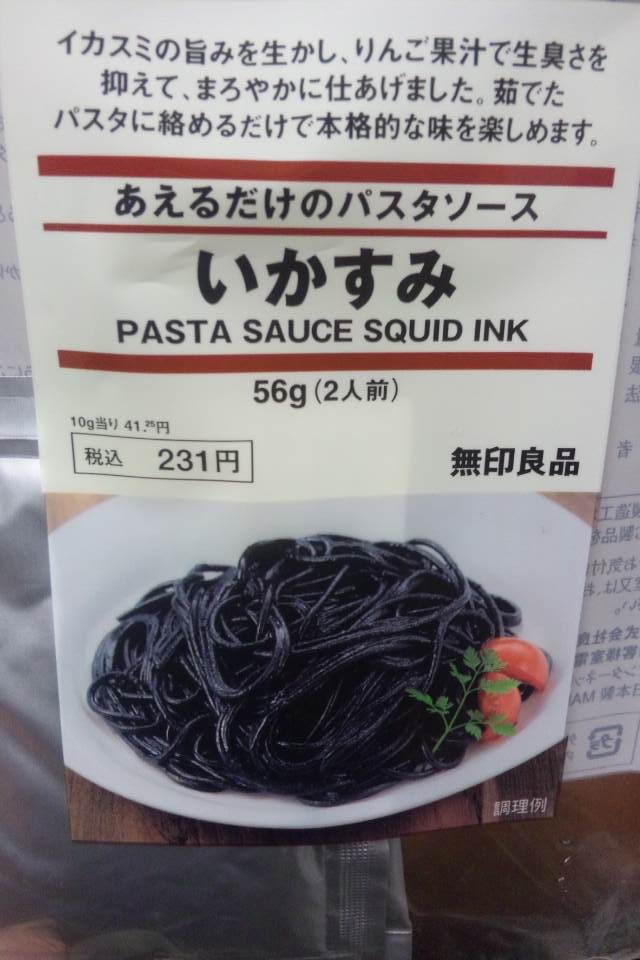 イカスミの旨みを生かし、りんご果汁で生臭さを
抑えて、まろやかに仕あげました。茹でた
パスタに絡めるだけで本格的な味を楽しめます。
あえるだけのパスタソース
いかすみ
PASTA SAUCE SQUID INK
56g(2人前)
10g当り 41.25円
税込 231円
無印良品
調理例